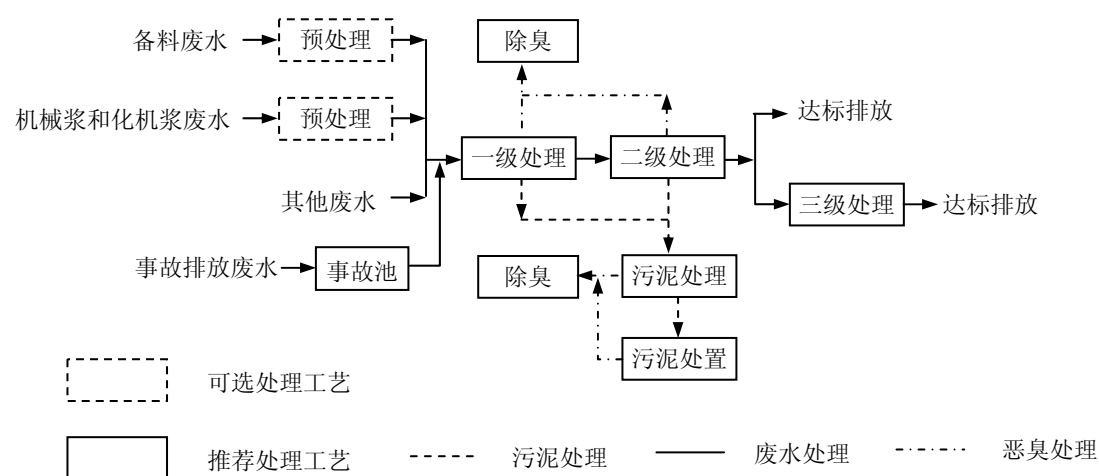 备料废水
预处理
除臭
机械浆和化机浆废水
预处理
达标排放
一级处理
二级处理
其他废水
三级处理
达标排放
事故排放废水
事故池
除臭
污泥处理
污泥处置
可选处理工艺
推荐处理工艺
污泥处理
废水处理
恶臭处理